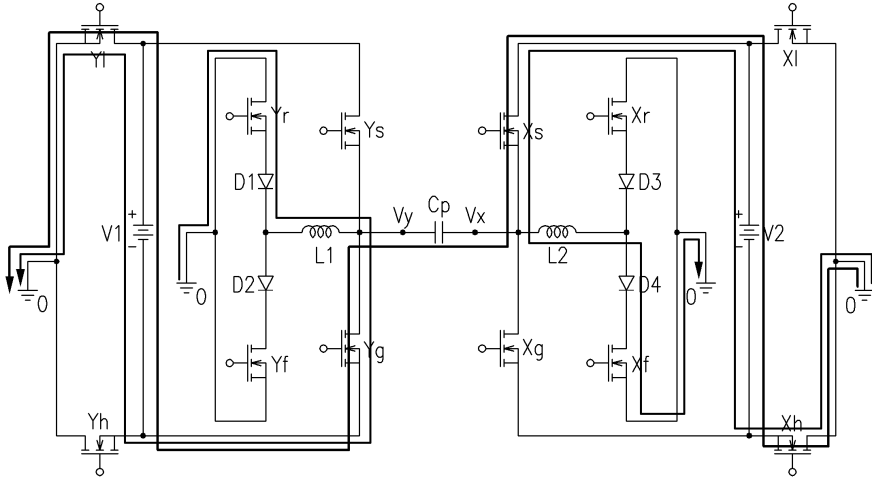 Yl
Xl
Yr
Ys
Xs
Xr
D1
D3
+
V1
-
Vy
Cp
Vx
+
V2
-
L1
L2
0
D2
0
0
D4
0
Yf
Yg
Xg
Xf
Yh
Xh